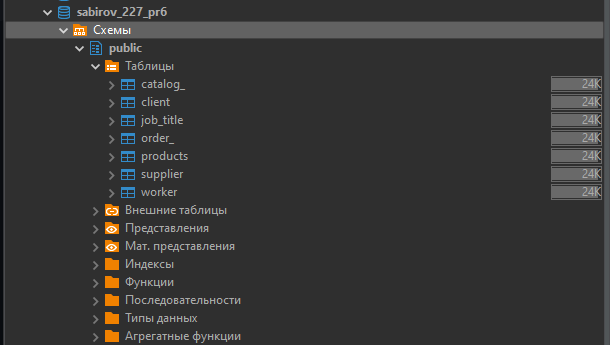 sabirov_227_pr6
Схемы
public
Таблицы
catalog_ 24K
client 24K
job_title 24K
order_ 24K
products 24K
supplier 24K
worker 24K
Внешние таблицы
Представления
Мат. представления
Индексы
Функции
Последовательности
Типы данных
Агрегатные функции